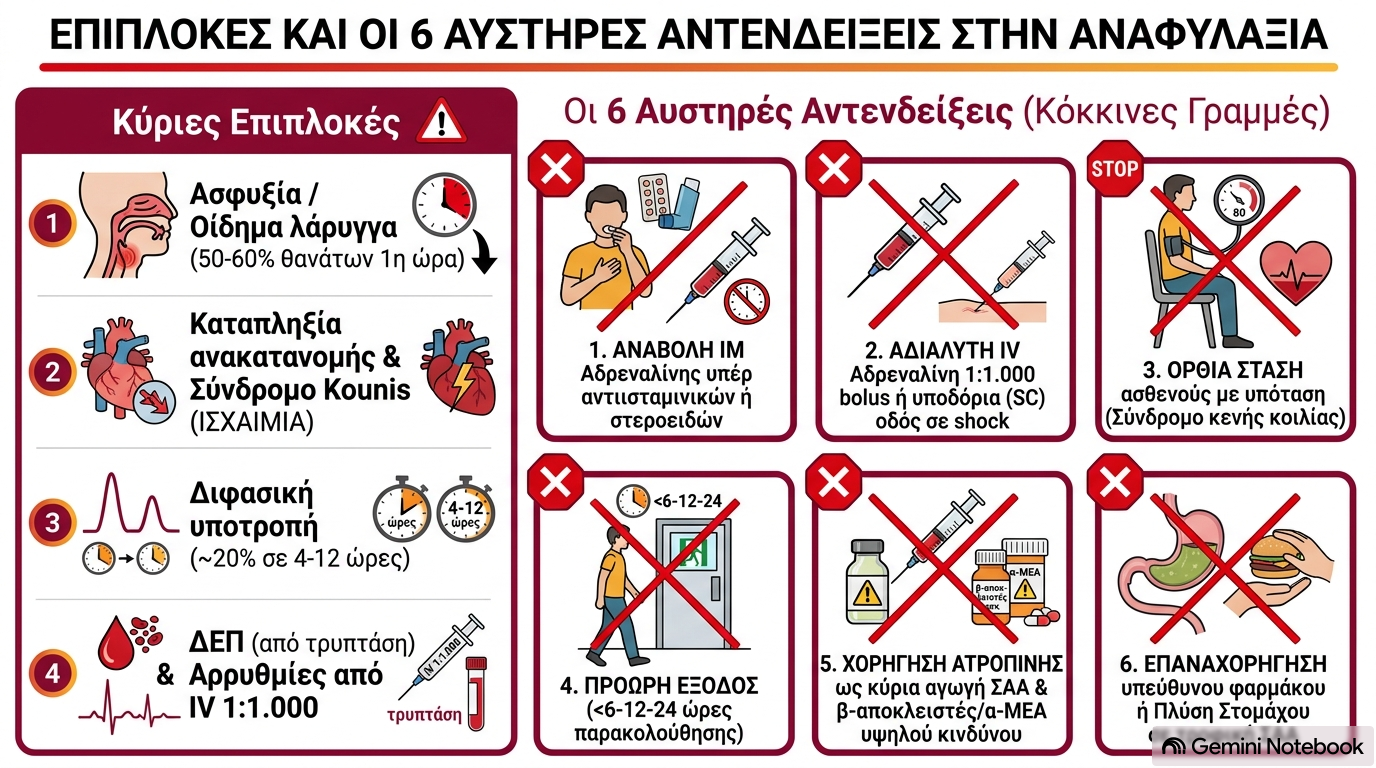 ΕΠΙΠΛΟΚΕΣ ΚΑΙ ΟΙ 6 ΑΥΣΤΗΡΕΣ ΑΝΤΕΝΔΕΙΞΕΙΣ ΣΤΗΝ ΑΝΑΦΥΛΑΞΙΑ
Κύριες Επιπλοκές
1
Ασφυξία /
Οίδημα λάρυγγα
(50-60% θανάτων 1η ώρα)
2
Καταπληξία
ανακατανομής &
Σύνδρομο Kounis
(ΙΣΧΑΙΜΙΑ)
3
Διφασική
υποτροπή
(~20% σε 4-12 ώρες)
ώρες
4-12
ώρες
4
ΔΕΠ (από τρυπτάση)
& Αρρυθμίες από
IV 1:1.000
IV 1:1.000
τρυπτάση
Οι 6 Αυστηρές Αντενδείξεις (Κόκκινες Γραμμές)
1. ΑΝΑΒΟΛΗ IM
Αδρεναλίνης υπέρ
αντιισταμινικών ή
στεροειδών
2. ΑΔΙΑΛΥΤΗ IV
Αδρεναλίνη 1:1.000
bolus ή υποδόρια (SC)
οδός σε shock
STOP
80
3. ΟΡΘΙΑ ΣΤΑΣΗ
ασθενούς με υπόταση
(Σύνδρομο κενής κοιλίας)
<6-12-24
4. ΠΡΟΩΡΗ ΕΞΟΔΟΣ
(<6-12-24 ώρες
παρακολούθησης)
β-αποκ-
α-ΜΕΑ
5. ΧΟΡΗΓΗΣΗ ΑΤΡΟΠΙΝΗΣ
ως κύρια αγωγή ΣΑΑ &
β-αποκλειστές/α-ΜΕΑ
υψηλού κινδύνου
6. ΕΠΑΝΑΧΟΡΗΓΗΣΗ
υπεύθυνου φαρμάκου
ή Πλύση Στομάχου
Gemini Notebook